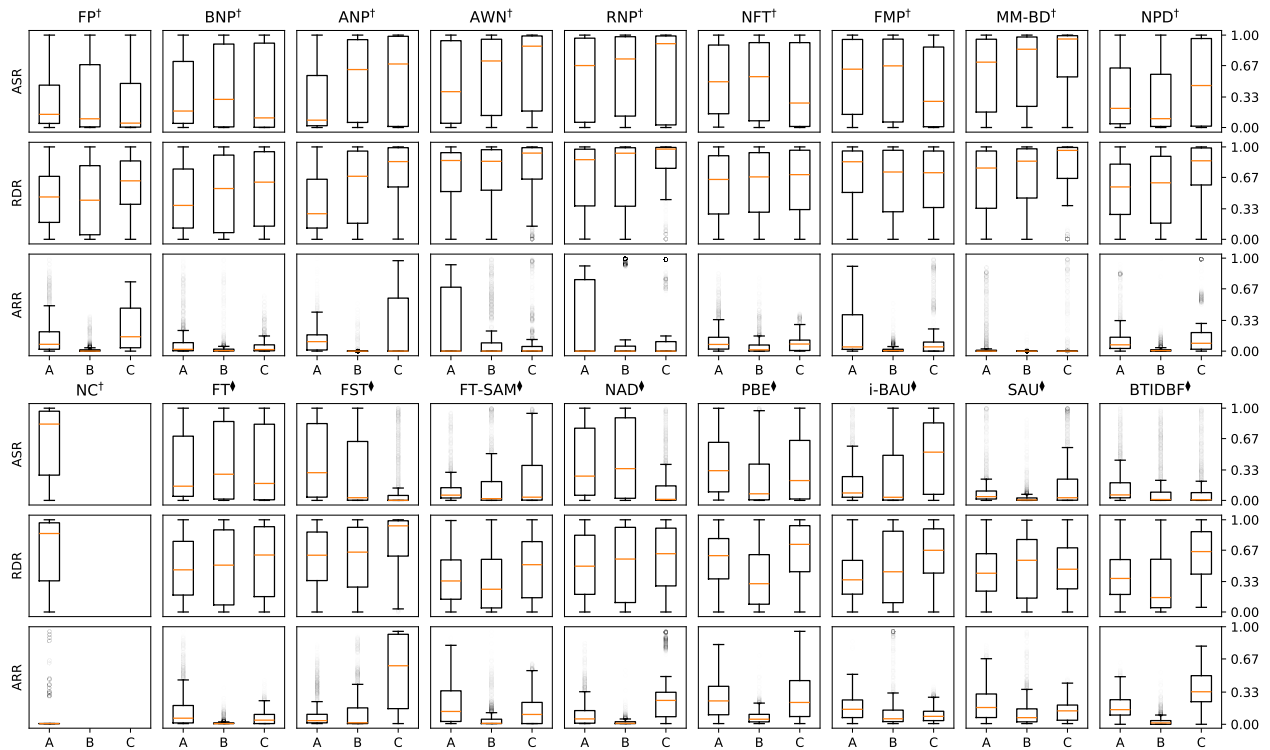 FP† BNP† ANP† AWN† RNP† NFT† FMP† MM-BD† NPD†
ASR 1.00
0.67
0.33
0.00
RDR 1.00
0.67
0.33
0.00
ARR 1.00
0.67
0.33
0.00
A B C A B C A B C A B C A B C A B C A B C A B C A B C
NC† FT♦ FST♦ FT-SAM♦ NAD♦ PBE♦ i-BAU♦ SAU♦ BTIDBF♦
ASR 1.00
0.67
0.33
0.00
RDR 1.00
0.67
0.33
0.00
ARR 1.00
0.67
0.33
0.00
A B C A B C A B C A B C A B C A B C A B C A B C A B C